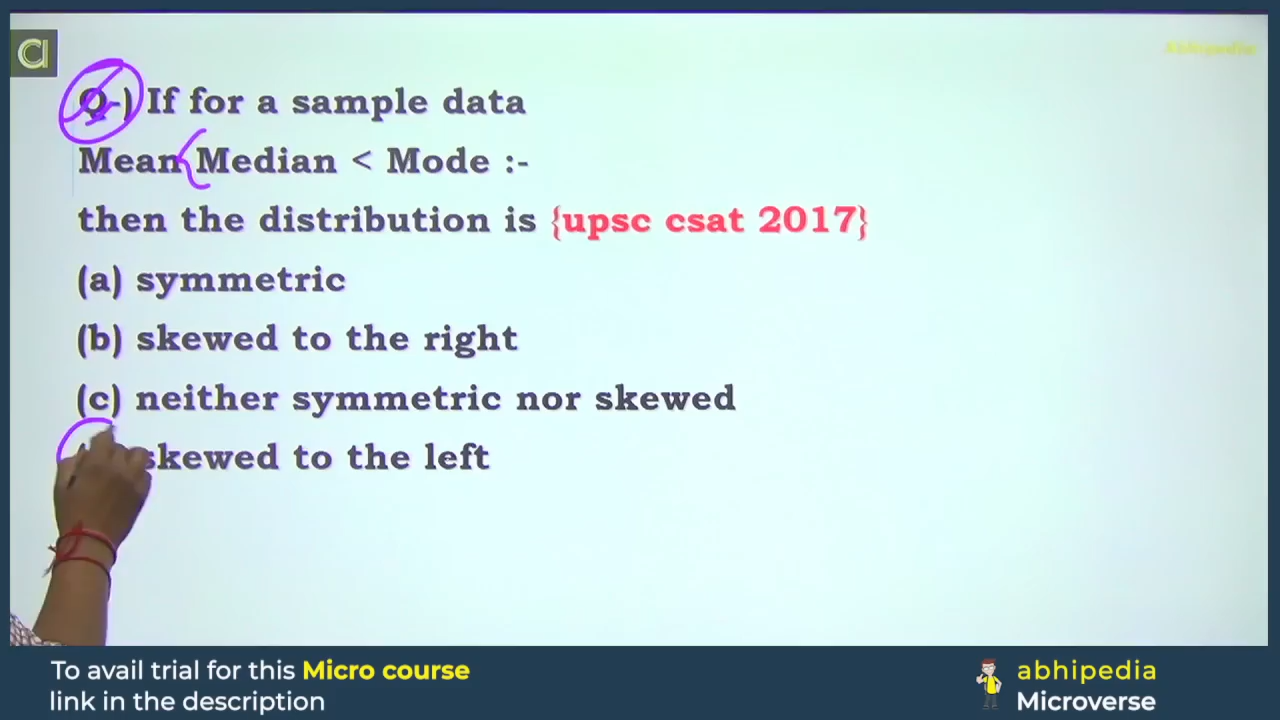 Abhipedia
Q-) If for a sample data
Mean < Median < Mode :-
then the distribution is {upsc csat 2017}
(a) symmetric
(b) skewed to the right
(c) neither symmetric nor skewed
skewed to the left
To avail trial for this Micro course
link in the description
abhipedia
Microverse